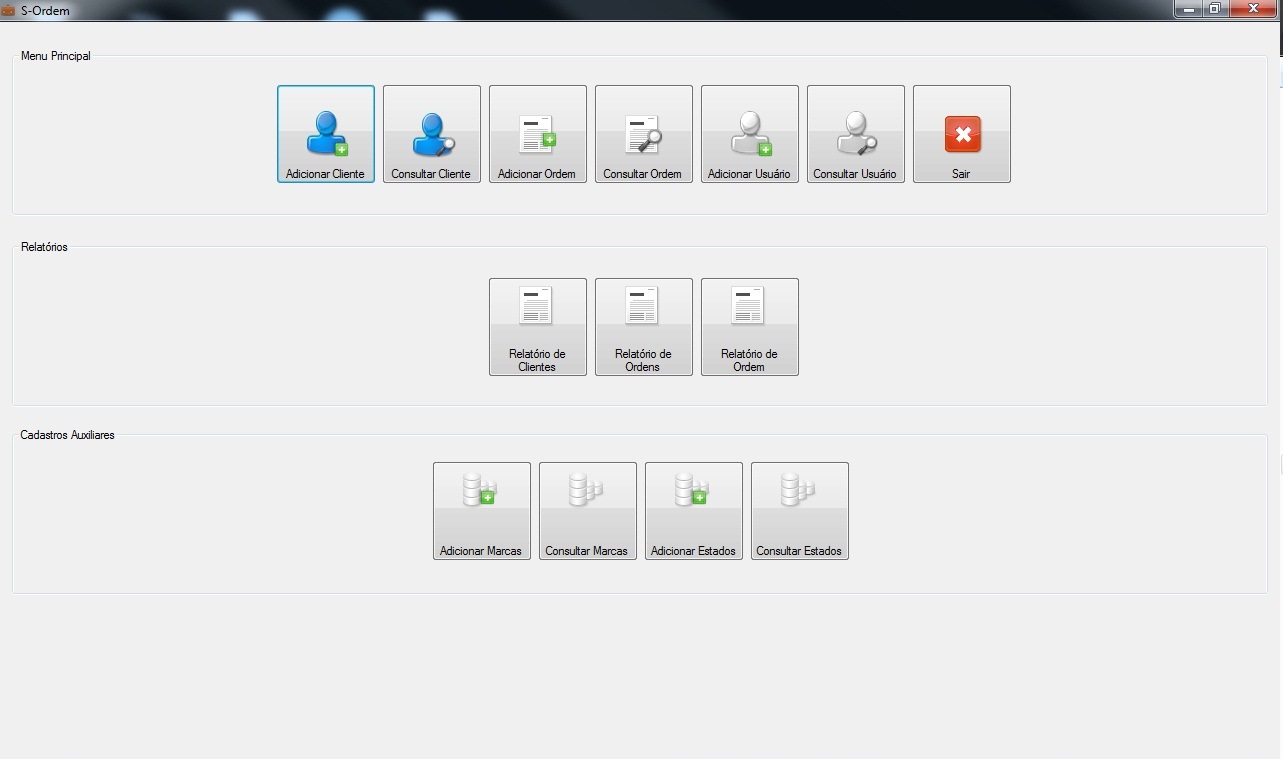 S-Ordem
Menu Principal
Adicionar Cliente
Consultar Cliente
Adicionar Ordem
Consultar Ordem
Adicionar Usuário
Consultar Usuário
Sair
Relatórios
Relatório de
Clientes
Relatório de
Ordens
Relatório de
Ordem
Cadastros Auxiliares
Adicionar Marcas
Consultar Marcas
Adicionar Estados
Consultar Estados